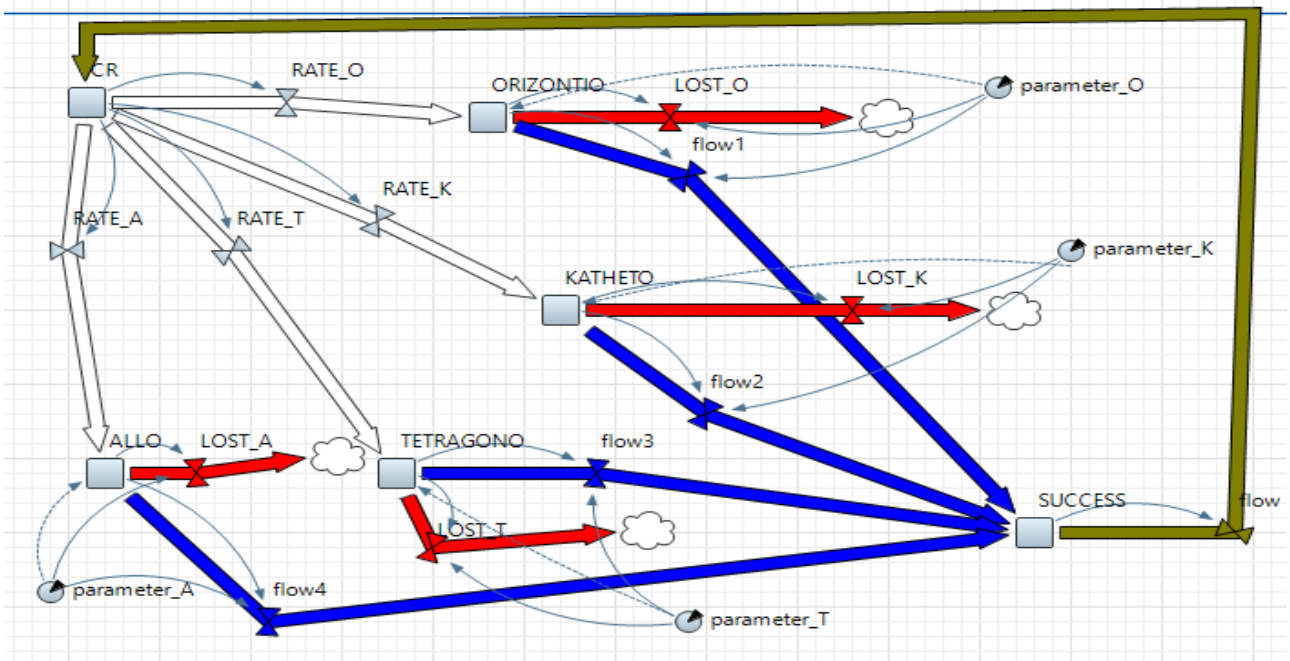 CR
RATE_O
ORIZONTIO
LOST_O
parameter_O
flow1
RATE_K
RATE_A
RATE_T
parameter_K
KATHETO
LOST_K
flow2
ALLO
LOST_A
TETRAGONO
flow3
SUCCESS
flow
LOST_T
parameter_A
flow4
parameter_T